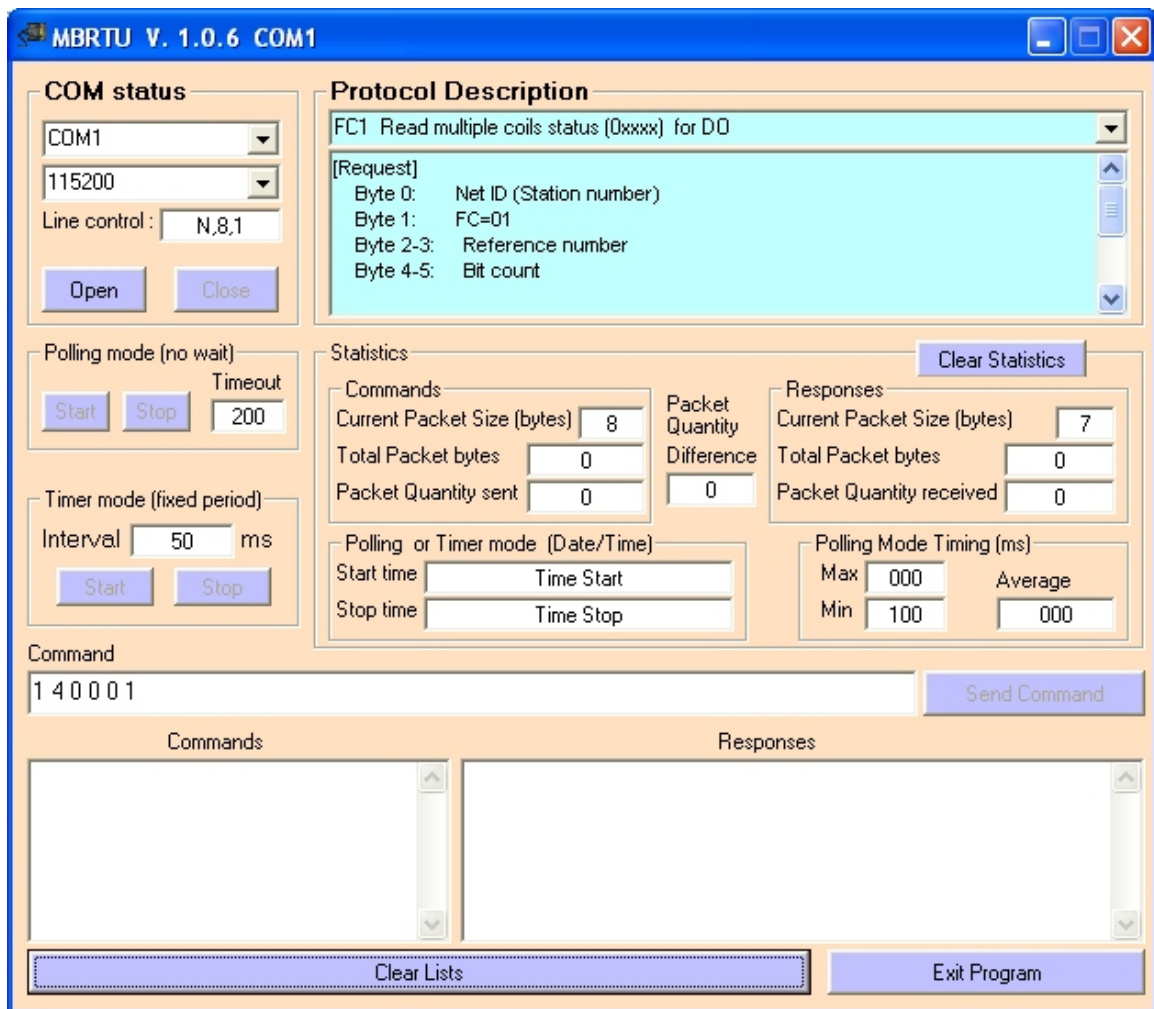 MBRTU V. 1.0.6 COM1
COM status
COM1
115200
Line control :
N,8,1
Open
Close
Protocol Description
FC1 Read multiple coils status (0xxxx) for DO
[Request]
Byte 0: Net ID (Station number)
Byte 1: FC=01
Byte 2-3: Reference number
Byte 4-5: Bit count
Polling mode (no wait)
Timeout
Start
Stop
200
Timer mode (fixed period)
Interval 50 ms
Start
Stop
Statistics
Clear Statistics
Commands
Current Packet Size (bytes) 8
Total Packet bytes 0
Packet Quantity sent 0
Packet
Quantity
Difference
0
Responses
Current Packet Size (bytes) 7
Total Packet bytes 0
Packet Quantity received 0
Polling or Timer mode (Date/Time)
Start time Time Start
Stop time Time Stop
Polling Mode Timing (ms)
Max 000
Min 100
Average
000
Command
1 4 0 0 0 1
Send Command
Commands
Responses
Clear Lists
Exit Program